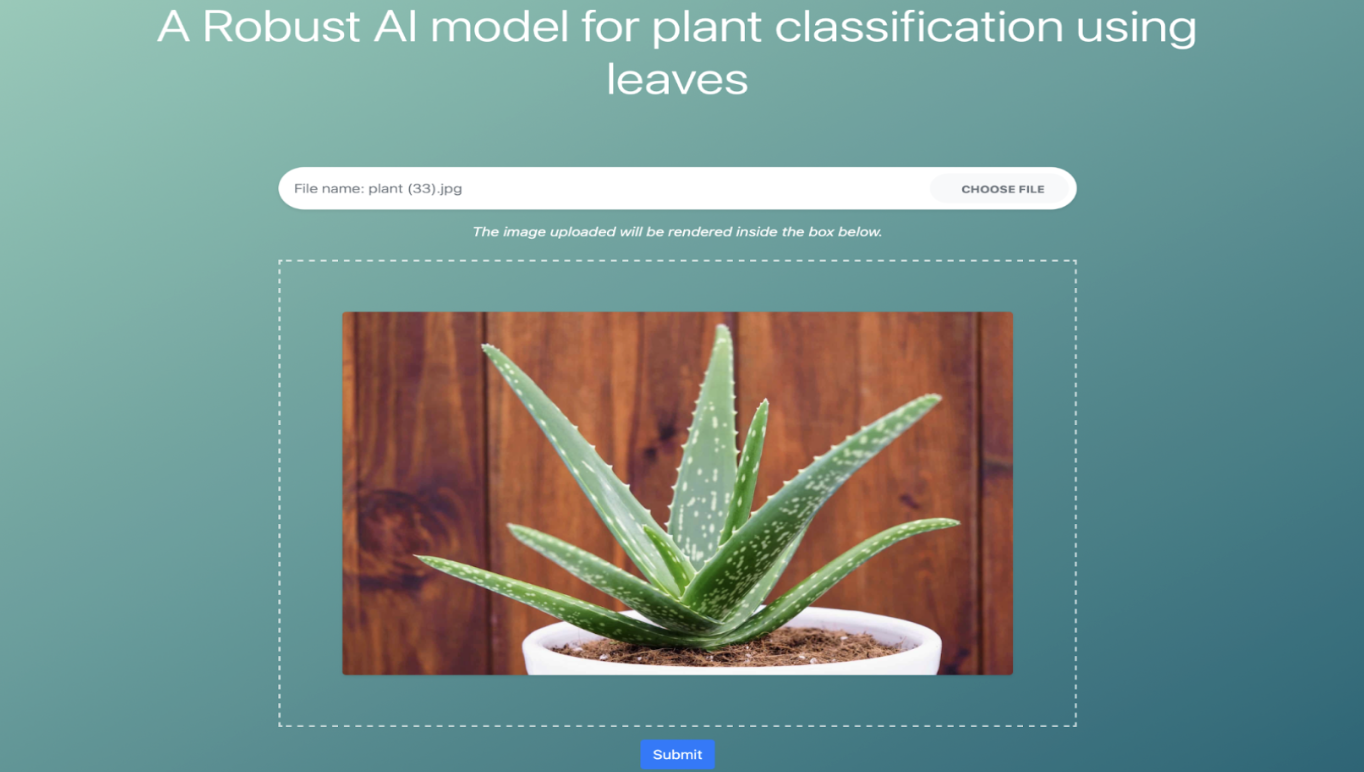 A Robust AI model for plant classification using
leaves
File name: plant (33).jpg
CHOOSE FILE
The image uploaded will be rendered inside the box below.
Submit